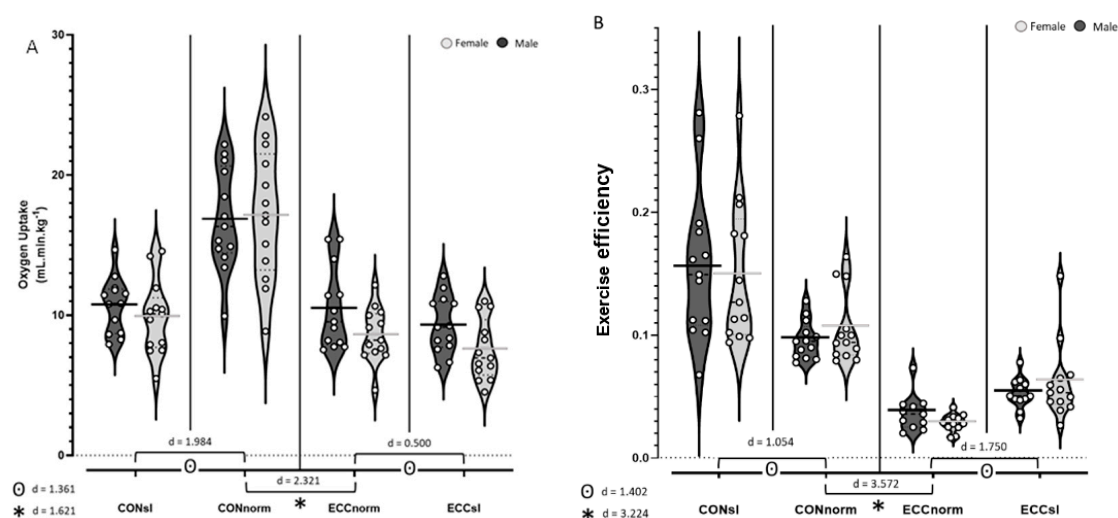 A
Female Male
30
20
10
0
Oxygen Uptake
(mL.min.kg⁻¹)
d = 1.984
d = 0.500
d = 2.321
ʘ d = 1.361
* d = 1.621
ʘ
*
ʘ
CONsl CONnorm ECCnorm ECCsl
B
Female Male
0.3
0.2
0.1
0.0
Exercise efficiency
d = 1.054
d = 1.750
d = 3.572
ʘ d = 1.402
* d = 3.224
ʘ
*
ʘ
CONsl CONnorm ECCnorm ECCsl